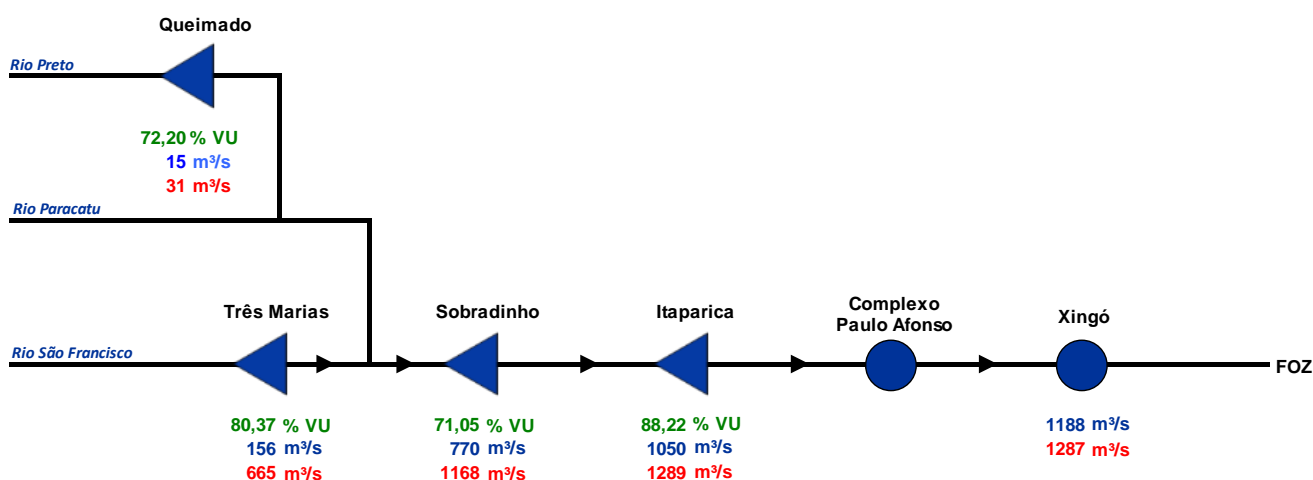 Queimado
Rio Preto
72,20 % VU
15 m³/s
31 m³/s
Rio Paracatu
Três Marias
Sobradinho
Itaparica
Complexo
Paulo Afonso
Xingó
Rio São Francisco
FOZ
80,37 % VU
156 m³/s
665 m³/s
71,05 % VU
770 m³/s
1168 m³/s
88,22 % VU
1050 m³/s
1289 m³/s
1188 m³/s
1287 m³/s